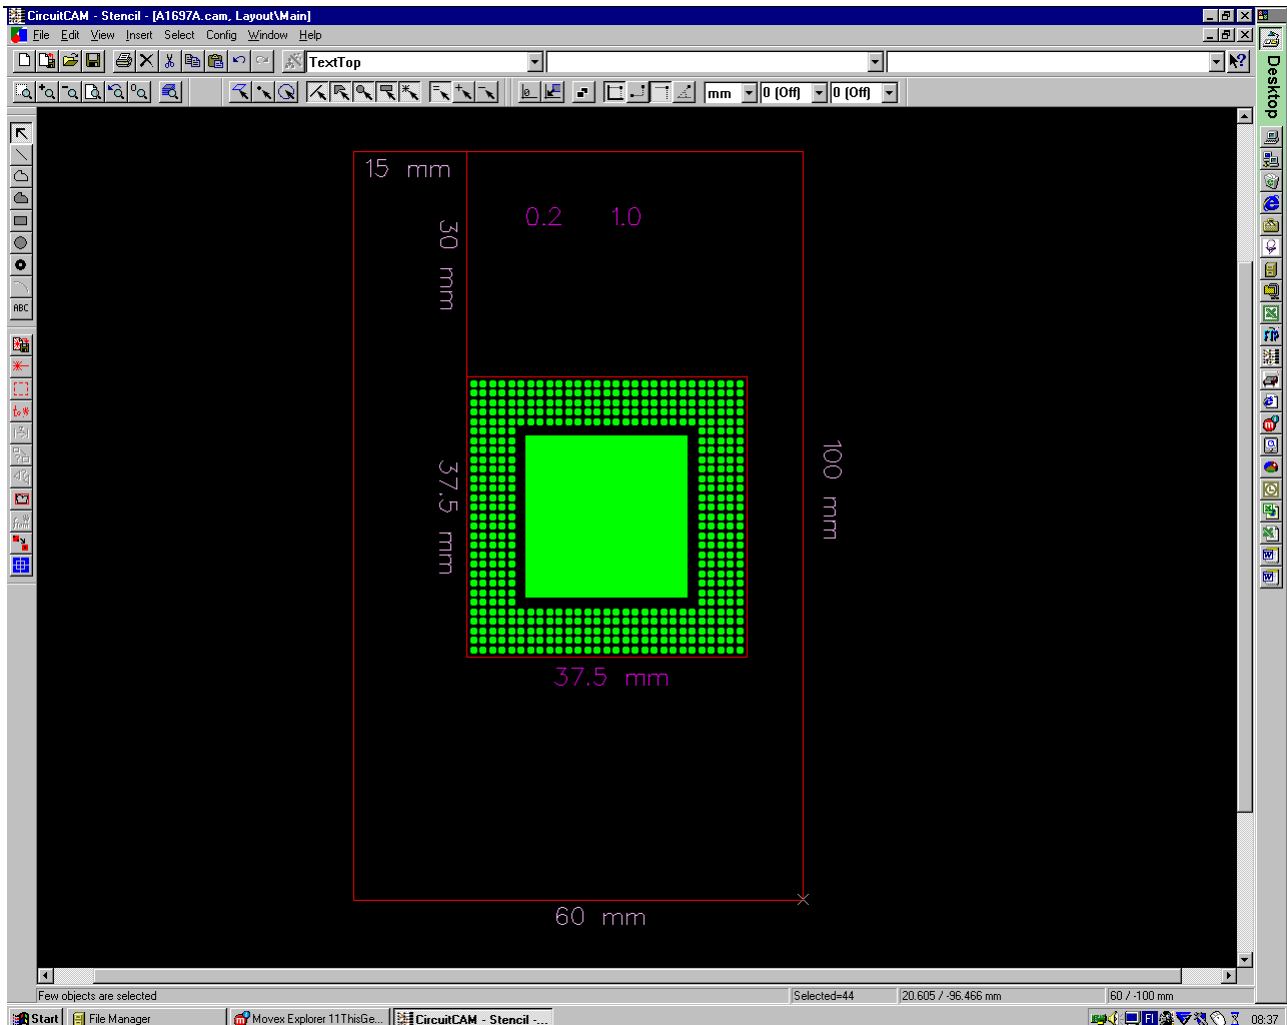 CircuitCAM - Stencil - [A1697A.cam, Layout\Main]
File Edit View Insert Select Config Window Help
TextTop
mm 0 (Off) 0 (Off)
Desktop
ABC
15 mm
0.2 1.0
30 mm
37.5 mm
100 mm
37.5 mm
60 mm
Few objects are selected Selected=44 20.605 / -96.466 mm 60 / -100 mm
Start File Manager Movex Explorer 11ThisGe... CircuitCAM - Stencil -... FI 08:37